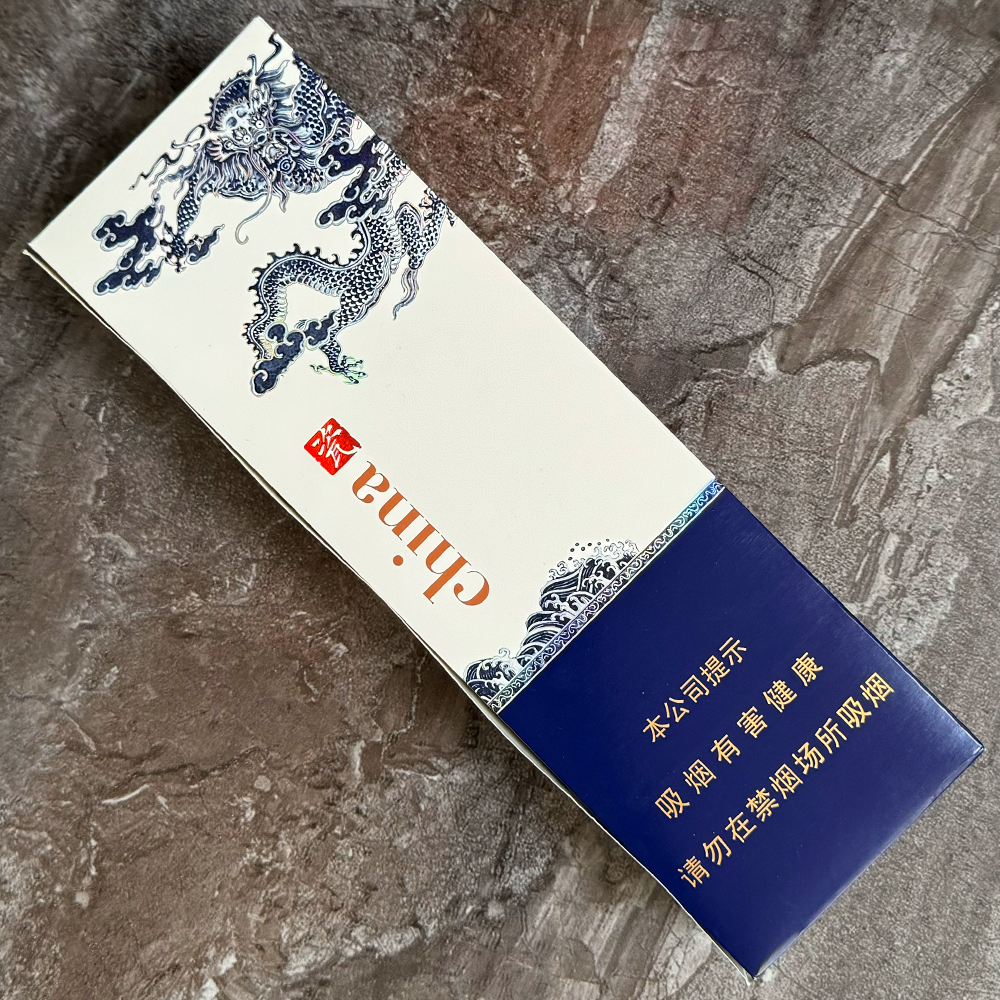 瓷
china
本公司提示
吸烟有害健康
请勿在禁烟场所吸烟